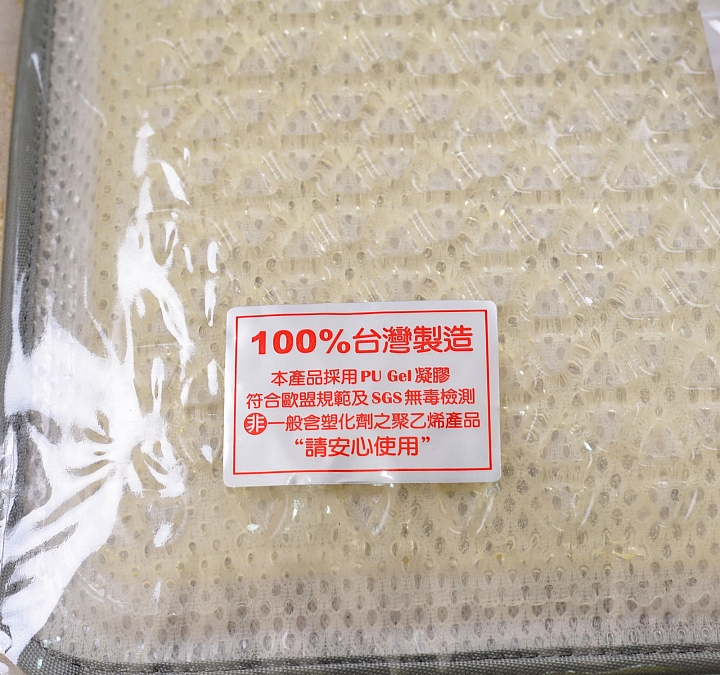 100%台灣製造
本產品採用PU Gel凝膠
符合歐盟規範及SGS無毒檢測
非一般含塑化劑之聚乙烯產品
“請安心使用”